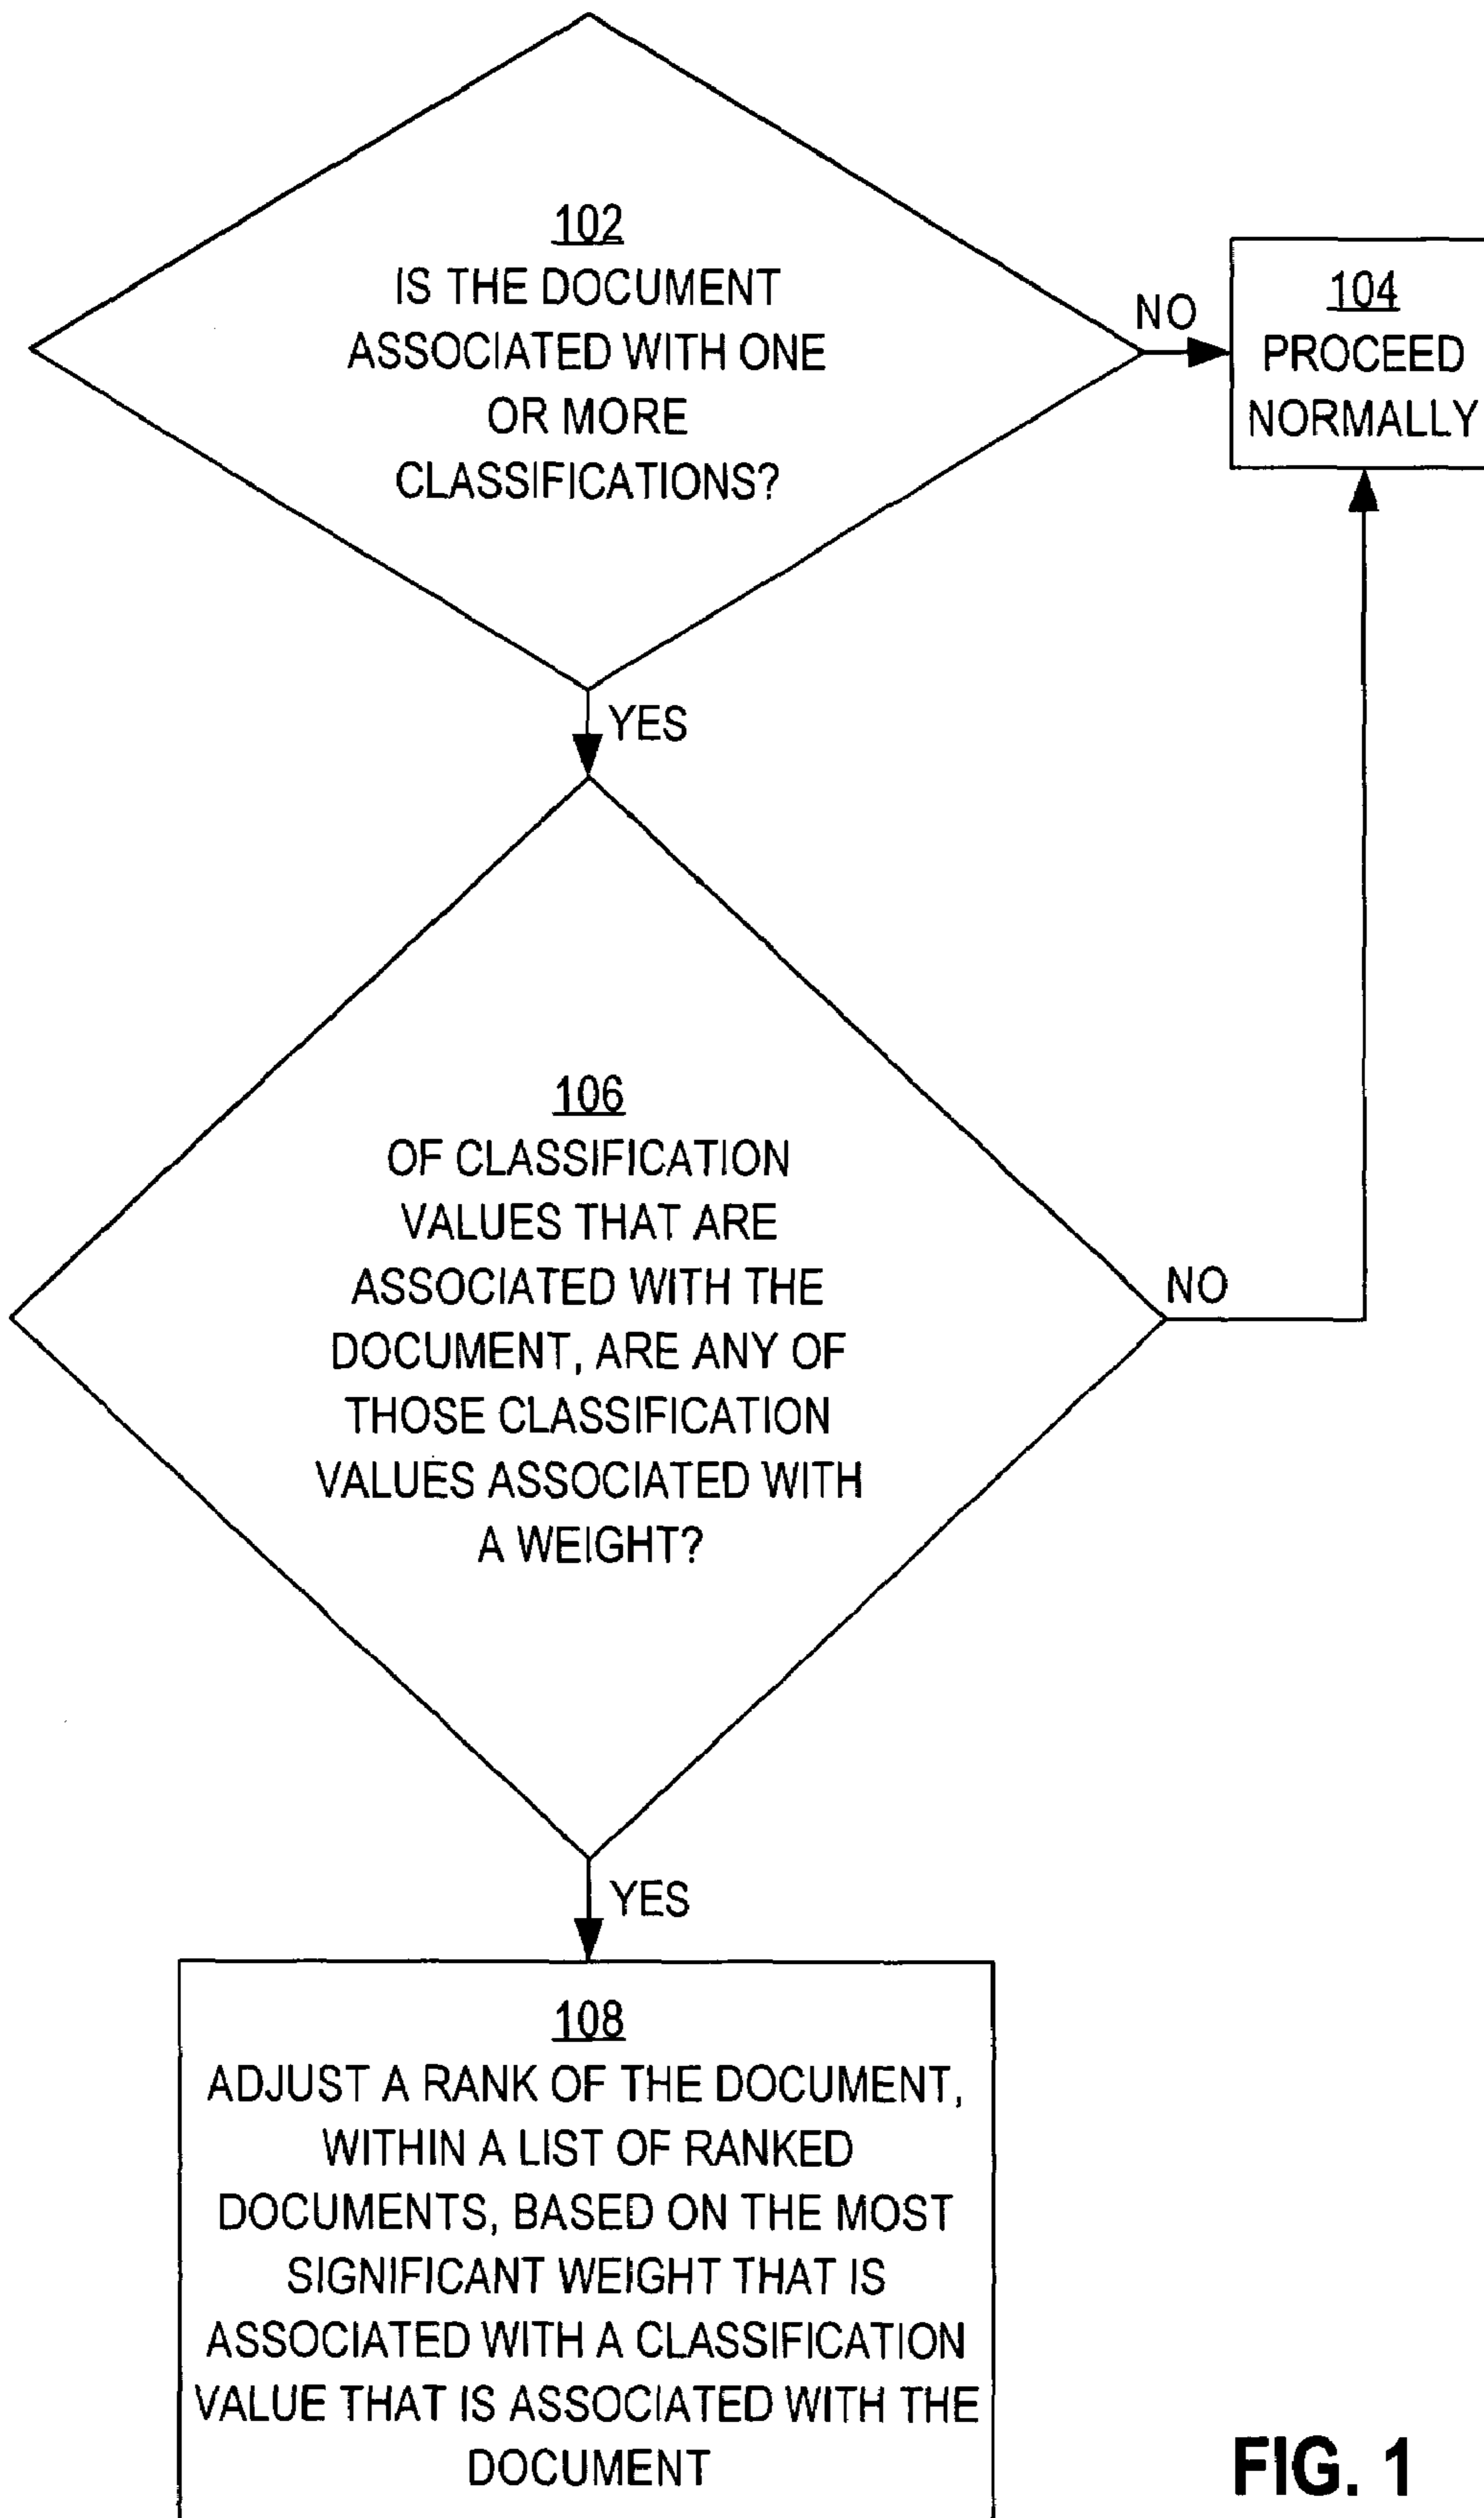 102
IS THE DOCUMENT
ASSOCIATED WITH ONE
OR MORE
CLASSIFICATIONS?
NO
104
PROCEED
NORMALLY
YES
106
OF CLASSIFICATION
VALUES THAT ARE
ASSOCIATED WITH THE
DOCUMENT, ARE ANY OF
THOSE CLASSIFICATION
VALUES ASSOCIATED WITH
A WEIGHT?
NO
YES
108
ADJUST A RANK OF THE DOCUMENT,
WITHIN A LIST OF RANKED
DOCUMENTS, BASED ON THE MOST
SIGNIFICANT WEIGHT THAT IS
ASSOCIATED WITH A CLASSIFICATION
VALUE THAT IS ASSOCIATED WITH THE
DOCUMENT
FIG. 1